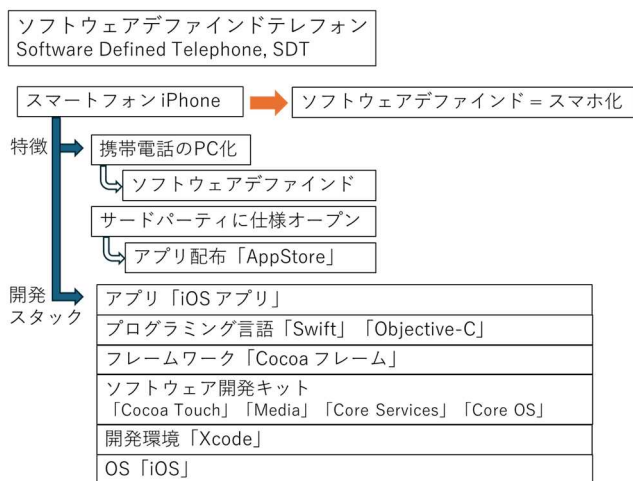 ソフトウェアデファインドテレフォン
Software Defined Telephone, SDT
スマートフォン iPhone
ソフトウェアデファインド = スマホ化
特徴
携帯電話のPC化
ソフトウェアデファインド
サードパーティに仕様オープン
アプリ配布「AppStore」
開発
スタック
アプリ「iOS アプリ」
プログラミング言語「Swift」「Objective-C」
フレームワーク「Cocoa フレーム」
ソフトウェア開発キット
「Cocoa Touch」「Media」「Core Services」「Core OS」
開発環境「Xcode」
OS「iOS」